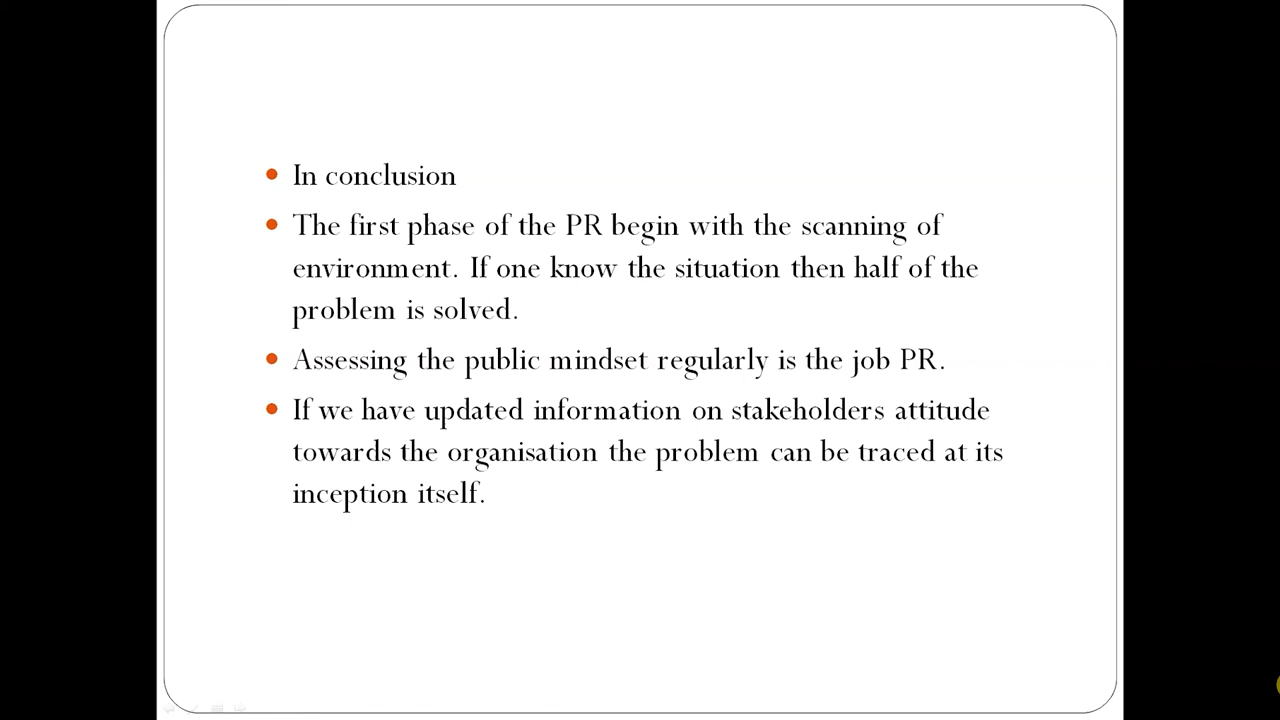 In conclusion
The first phase of the PR begin with the scanning of
environment. If one know the situation then half of the
problem is solved.
Assessing the public mindset regularly is the job PR.
If we have updated information on stakeholders attitude
towards the organisation the problem can be traced at its
inception itself.